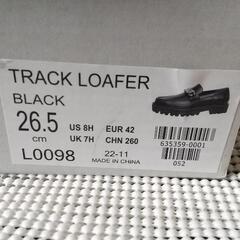 TRACK LOAFER
BLACK
26.5 cm
US 8H EUR 42
UK 7H CHN 260
L0098
22-11
MADE IN CHINA
635359-0001
052